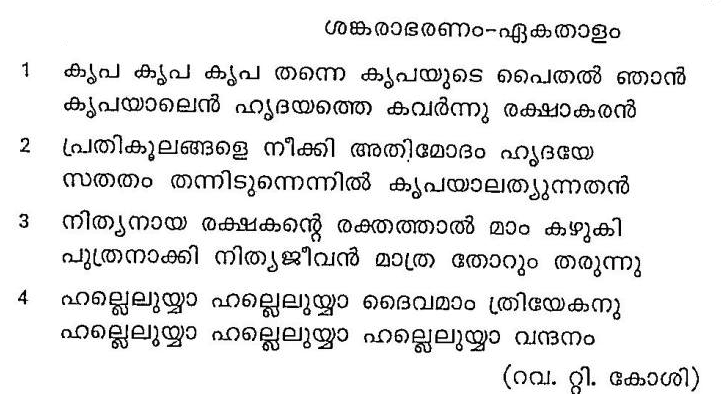 ശങ്കരാഭരണം-ഏകതാളം
1 കൃപ കൃപ കൃപ തന്നെ കൃപയുടെ പൈതൽ ഞാൻ
കൃപയാലെൻ ഹൃദയത്തെ കവർന്നു രക്ഷാകരൻ
2 പ്രതികൂലങ്ങളെ നീക്കി അതിമോദം ഹൃദയേ
സതതം തന്നിടുന്നെന്നിൽ കൃപയാലത്യുന്നതൻ
3 നിത്യനായ രക്ഷകന്റെ രക്തത്താൽ മാം കഴുകി
പുത്രനാക്കി നിത്യജീവൻ മാത്ര തോറും തരുന്നു
4 ഹല്ലെലുയ്യാ ഹല്ലെലുയ്യാ ദൈവമാം ത്രിയേകനു
ഹല്ലെലുയ്യാ ഹല്ലെലുയ്യാ ഹല്ലെലുയ്യാ വന്ദനം
(റവ. റ്റി. കോശി)